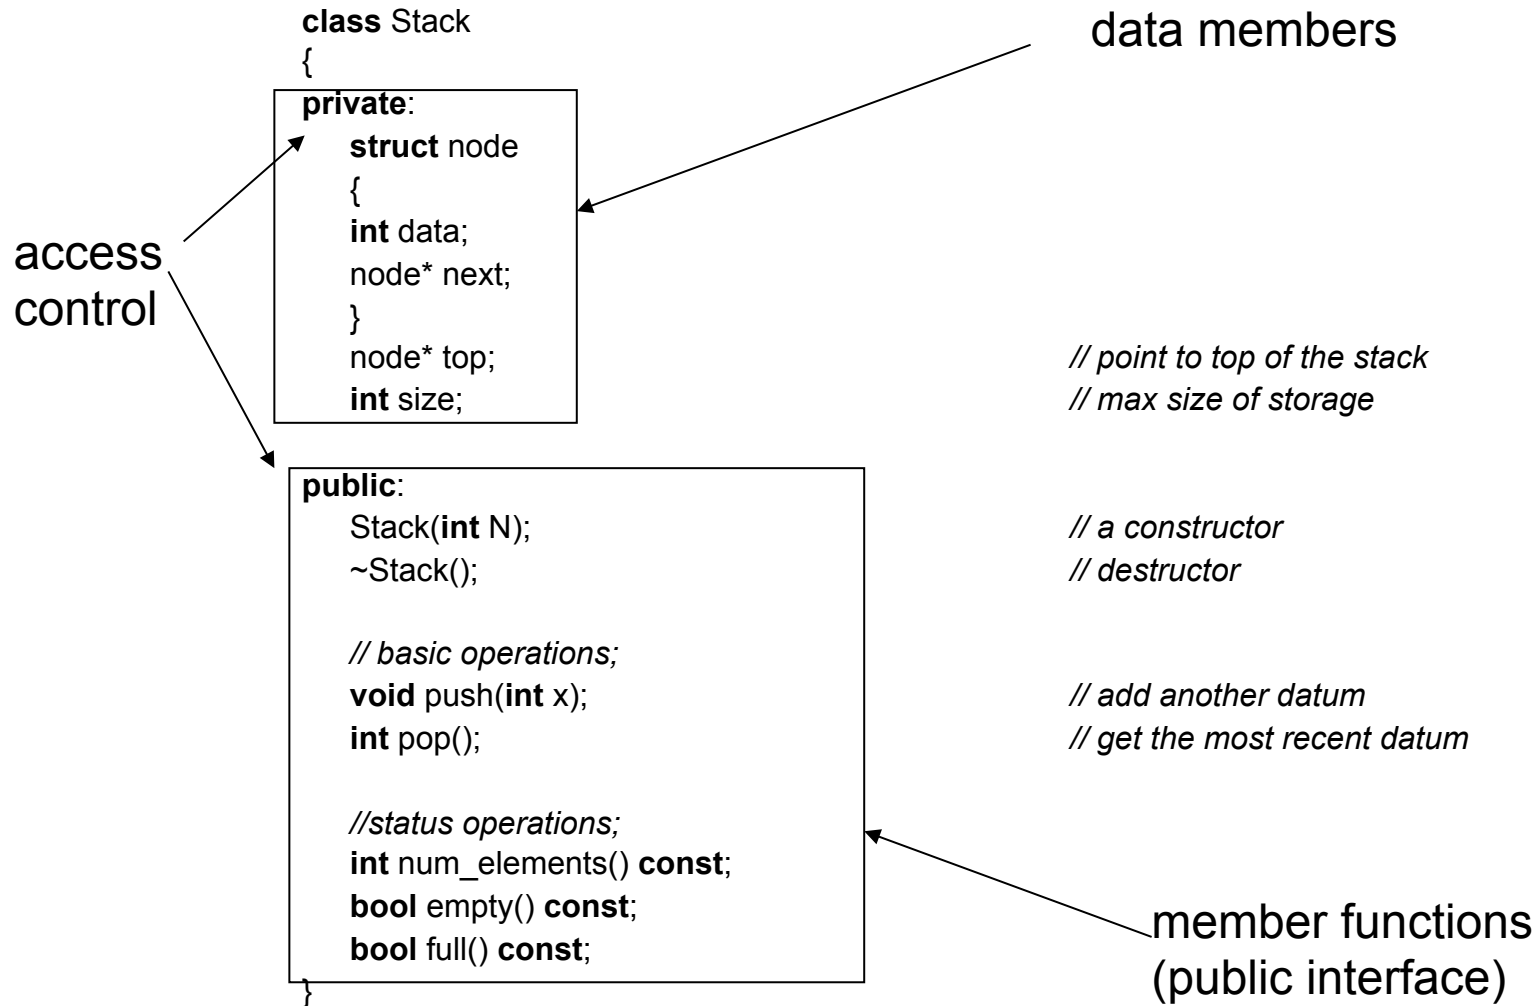 class Stack
data members
{
private:
struct node
{
int data;
node* next;
}
node* top; // point to top of the stack
int size; // max size of storage
access
control
public:
Stack(int N); // a constructor
~Stack(); // destructor
// basic operations;
void push(int x); // add another datum
int pop(); // get the most recent datum
//status operations;
int num_elements() const;
bool empty() const;
bool full() const;
}
member functions
(public interface)